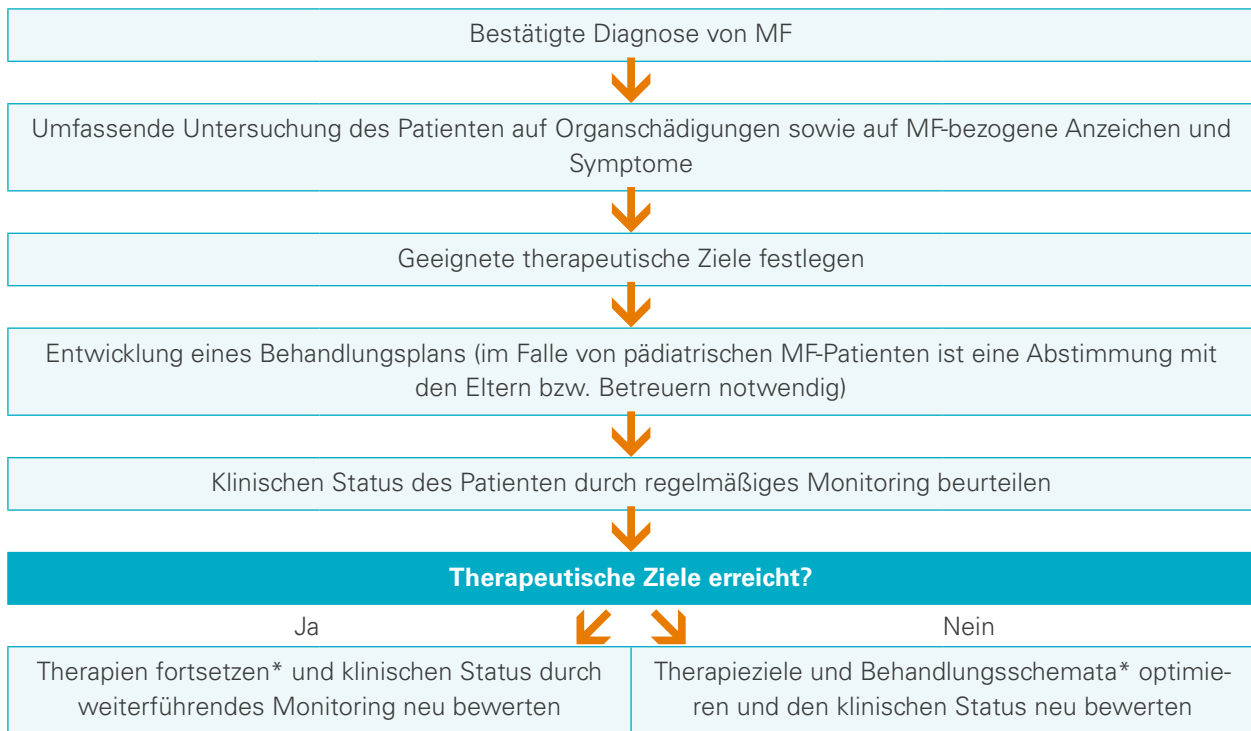 Bestätigte Diagnose von MF
Umfassende Untersuchung des Patienten auf Organschädigungen sowie auf MF-bezogene Anzeichen und
Symptome
Geeignete therapeutische Ziele festlegen
Entwicklung eines Behandlungsplans (im Falle von pädiatrischen MF-Patienten ist eine Abstimmung mit
den Eltern bzw. Betreuern notwendig)
Klinischen Status des Patienten durch regelmäßiges Monitoring beurteilen
Therapeutische Ziele erreicht?
Ja
Nein
Therapien fortsetzen* und klinischen Status durch
weiterführendes Monitoring neu bewerten
Therapieziele und Behandlungsschemata* optimie-
ren und den klinischen Status neu bewerten